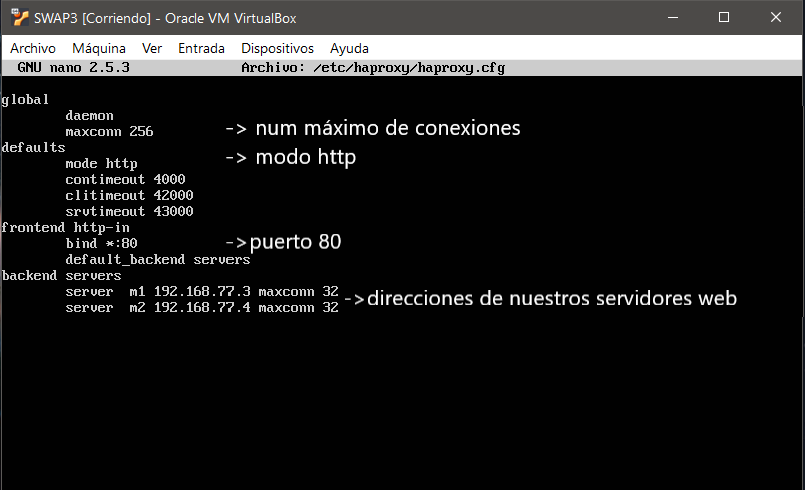 SWAP3 [Corriendo] - Oracle VM VirtualBox
Archivo Máquina Ver Entrada Dispositivos Ayuda
GNU nano 2.5.3 Archivo: /etc/haproxy/haproxy.cfg
global
daemon
maxconn 256 -> num máximo de conexiones
defaults
mode http -> modo http
contimeout 4000
clitimeout 42000
srvtimeout 43000
frontend http-in
bind *:80 ->puerto 80
default_backend servers
backend servers
server m1 192.168.77.3 maxconn 32 ->direcciones de nuestros servidores web
server m2 192.168.77.4 maxconn 32